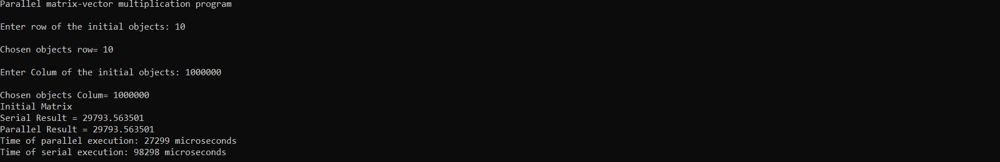 Parallel matrix-vector multiplication program
Enter row of the initial objects: 10
Chosen objects row= 10
Enter Colum of the initial objects: 1000000
Chosen objects Colum= 1000000
Initial Matrix
Serial Result = 29793.563501
Parallel Result = 29793.563501
Time of parallel execution: 27299 microseconds
Time of serial execution: 98298 microseconds